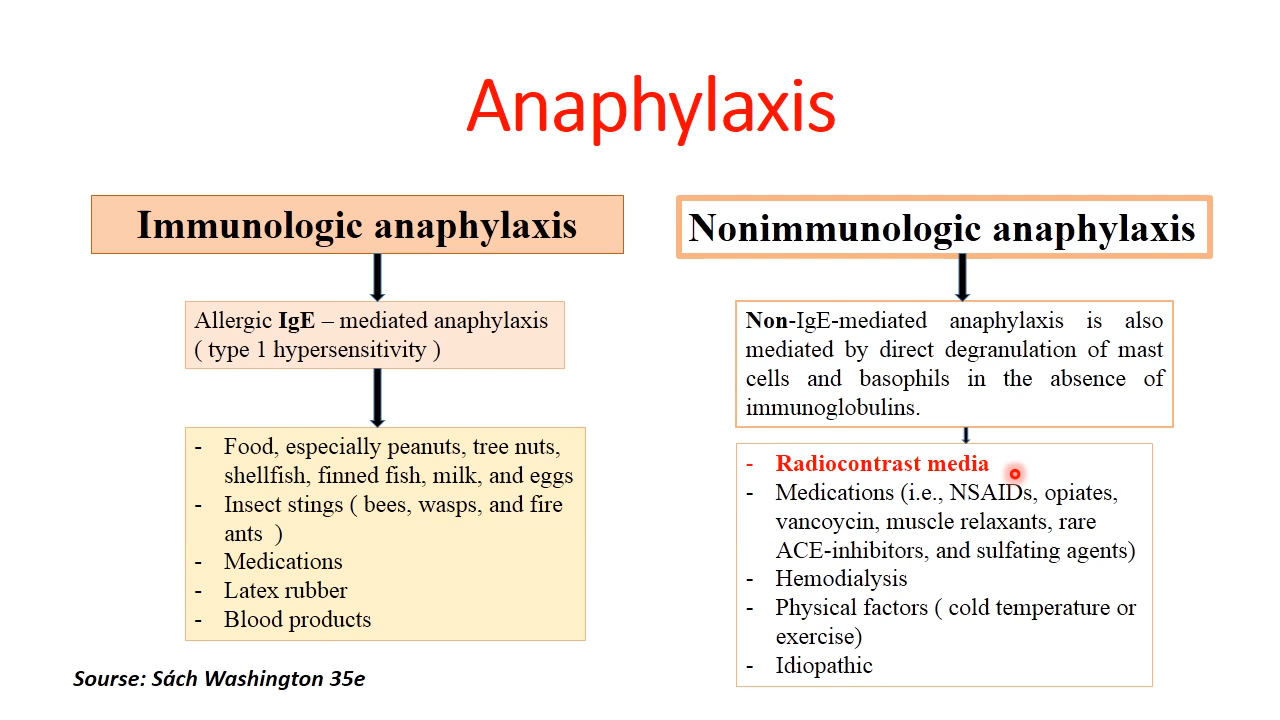 Anaphylaxis
Immunologic anaphylaxis
Allergic IgE – mediated anaphylaxis
( type 1 hypersensitivity )
- Food, especially peanuts, tree nuts,
shellfish, finned fish, milk, and eggs
- Insect stings ( bees, wasps, and fire
ants )
- Medications
- Latex rubber
- Blood products
Nonimmunologic anaphylaxis
Non-IgE-mediated anaphylaxis is also
mediated by direct degranulation of mast
cells and basophils in the absence of
immunoglobulins.
- Radiocontrast media
- Medications (i.e., NSAIDs, opiates,
vancoycin, muscle relaxants, rare
ACE-inhibitors, and sulfating agents)
- Hemodialysis
- Physical factors ( cold temperature or
exercise)
- Idiopathic
Sourse: Sách Washington 35e